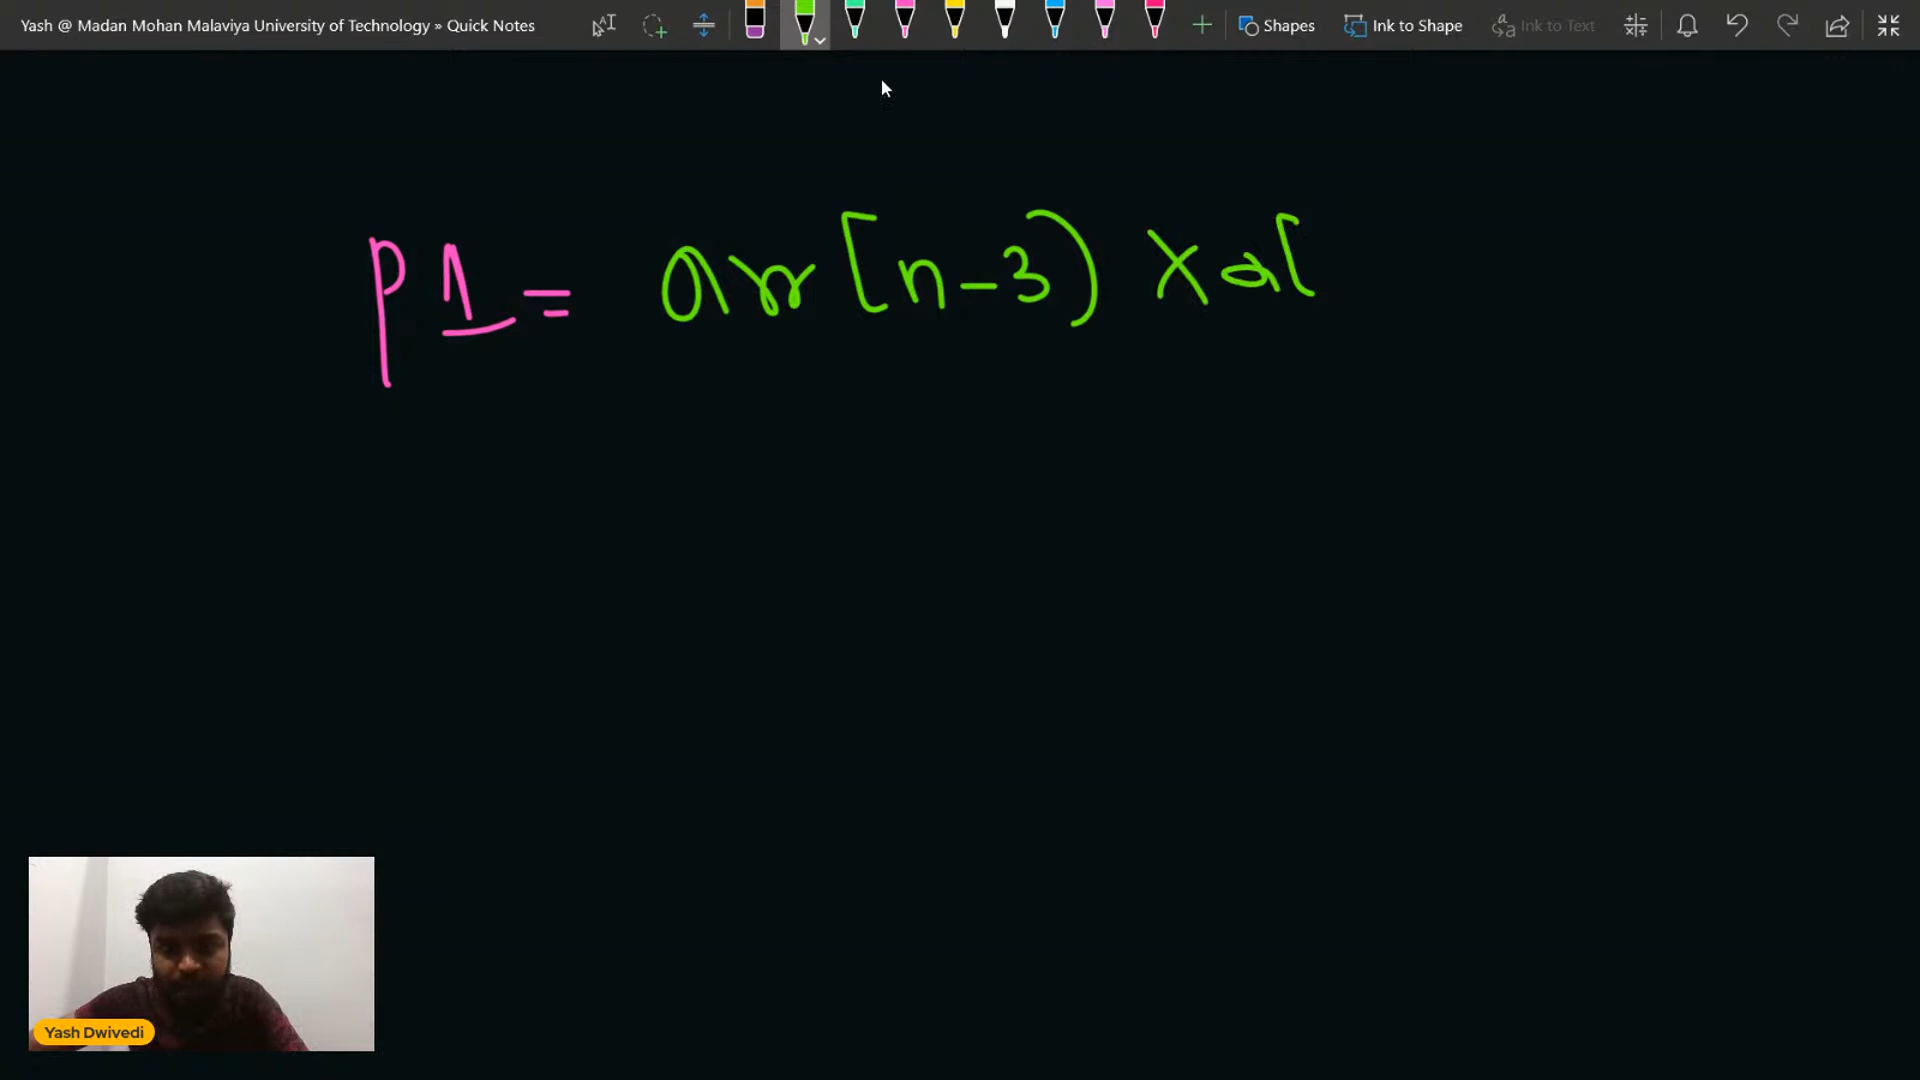 Yash @ Madan Mohan Malaviya University of Technology » Quick Notes
Shapes
Ink to Shape
Ink to Text
P1 = arr[n-3) X a[
Yash Dwivedi